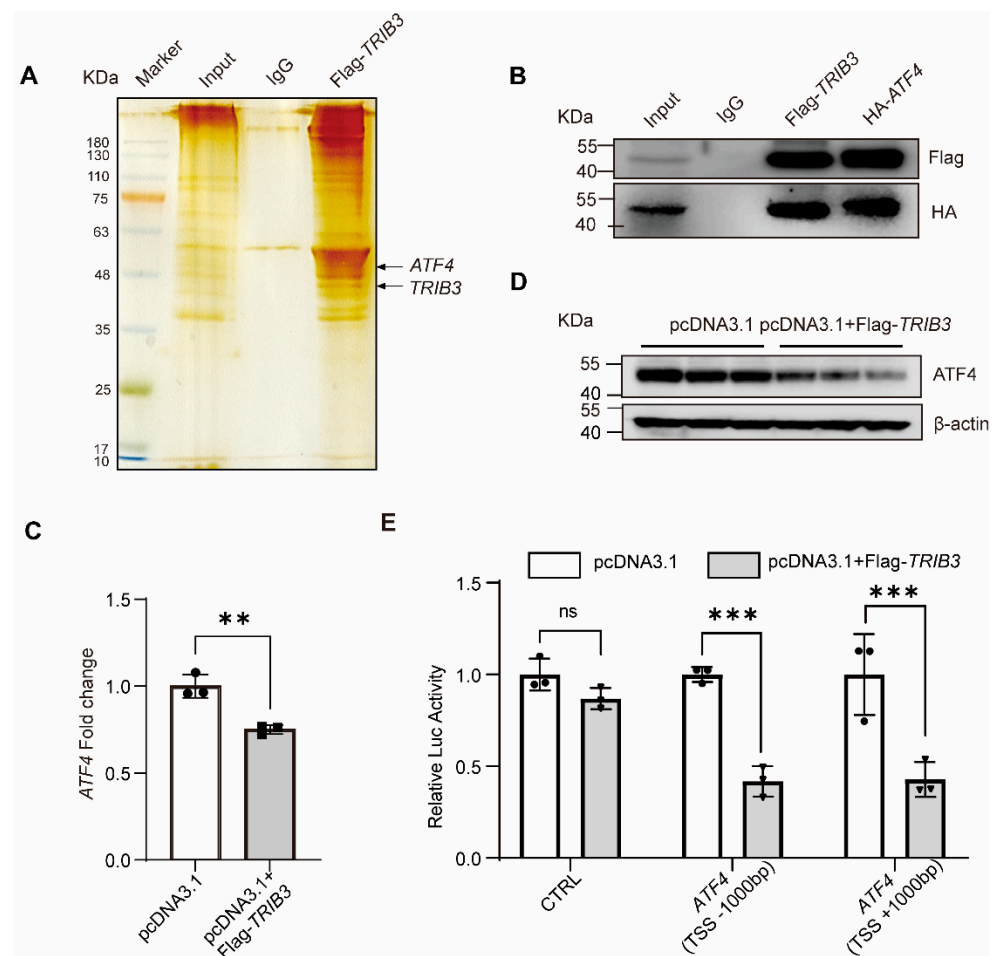 A
KDa
Marker
Input
IgG
Flag-TRIB3
180
130
110
75
63
48
35
25
17
10
ATF4
TRIB3
B
KDa
Input
IgG
Flag-TRIB3
HA-ATF4
55
40
Flag
55
40
HA
D
KDa
pcDNA3.1 pcDNA3.1+Flag-TRIB3
55
40
ATF4
55
40
β-actin
C
ATF4 Fold change
1.5
1.0
0.5
0.0
**
pcDNA3.1
pcDNA3.1+
Flag-TRIB3
E
pcDNA3.1
pcDNA3.1+Flag-TRIB3
Relative Luc Activity
1.5
1.0
0.5
0.0
ns
***
***
CTRL
ATF4
(TSS -1000bp)
ATF4
(TSS +1000bp)